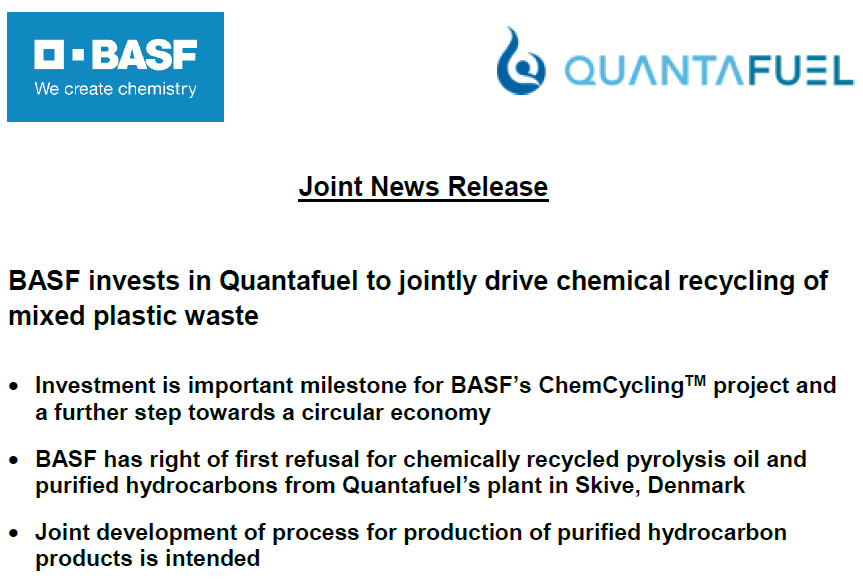 BASF
We create chemistry
QUANTAFUEL
Joint News Release
BASF invests in Quantafuel to jointly drive chemical recycling of
mixed plastic waste
• Investment is important milestone for BASF’s ChemCycling™ project and
a further step towards a circular economy
• BASF has right of first refusal for chemically recycled pyrolysis oil and
purified hydrocarbons from Quantafuel’s plant in Skive, Denmark
• Joint development of process for production of purified hydrocarbon
products is intended